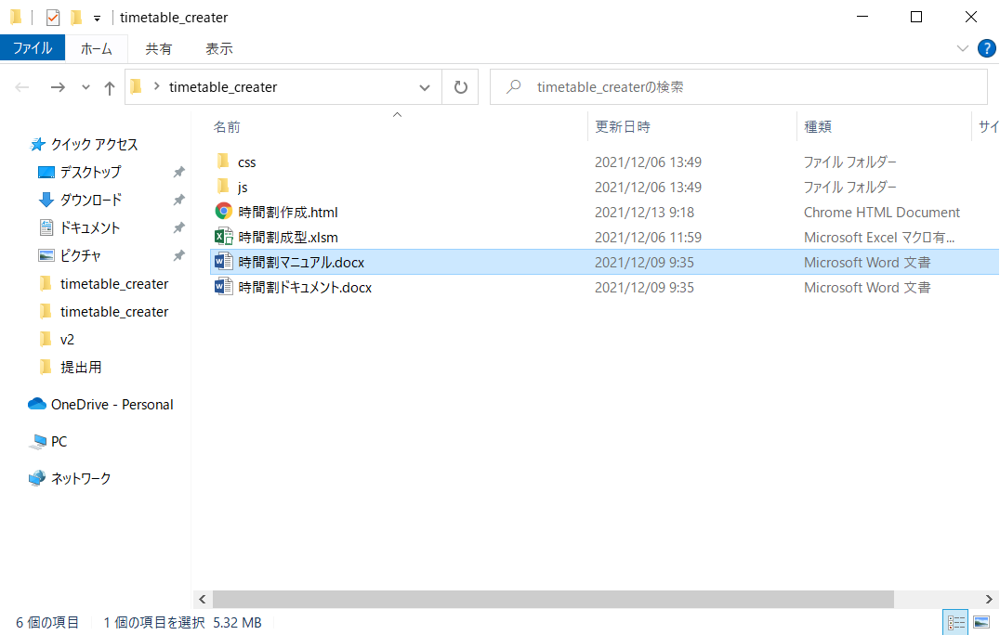 timetable_creater
ファイル ホーム 共有 表示
timetable_creater timetable_createrの検索
名前 更新日時 種類 サイ
クイック アクセス
デスクトップ
ダウンロード
ドキュメント
ピクチャ
timetable_creater
timetable_creater
v2
提出用
OneDrive - Personal
PC
ネットワーク
css 2021/12/06 13:49 ファイル フォルダー
js 2021/12/06 13:49 ファイル フォルダー
時間割作成.html 2021/12/13 9:18 Chrome HTML Document
時間割成型.xlsm 2021/12/06 11:59 Microsoft Excel マクロ有...
時間割マニュアル.docx 2021/12/09 9:35 Microsoft Word 文書
時間割ドキュメント.docx 2021/12/09 9:35 Microsoft Word 文書
6 個の項目 1 個の項目を選択 5.32 MB